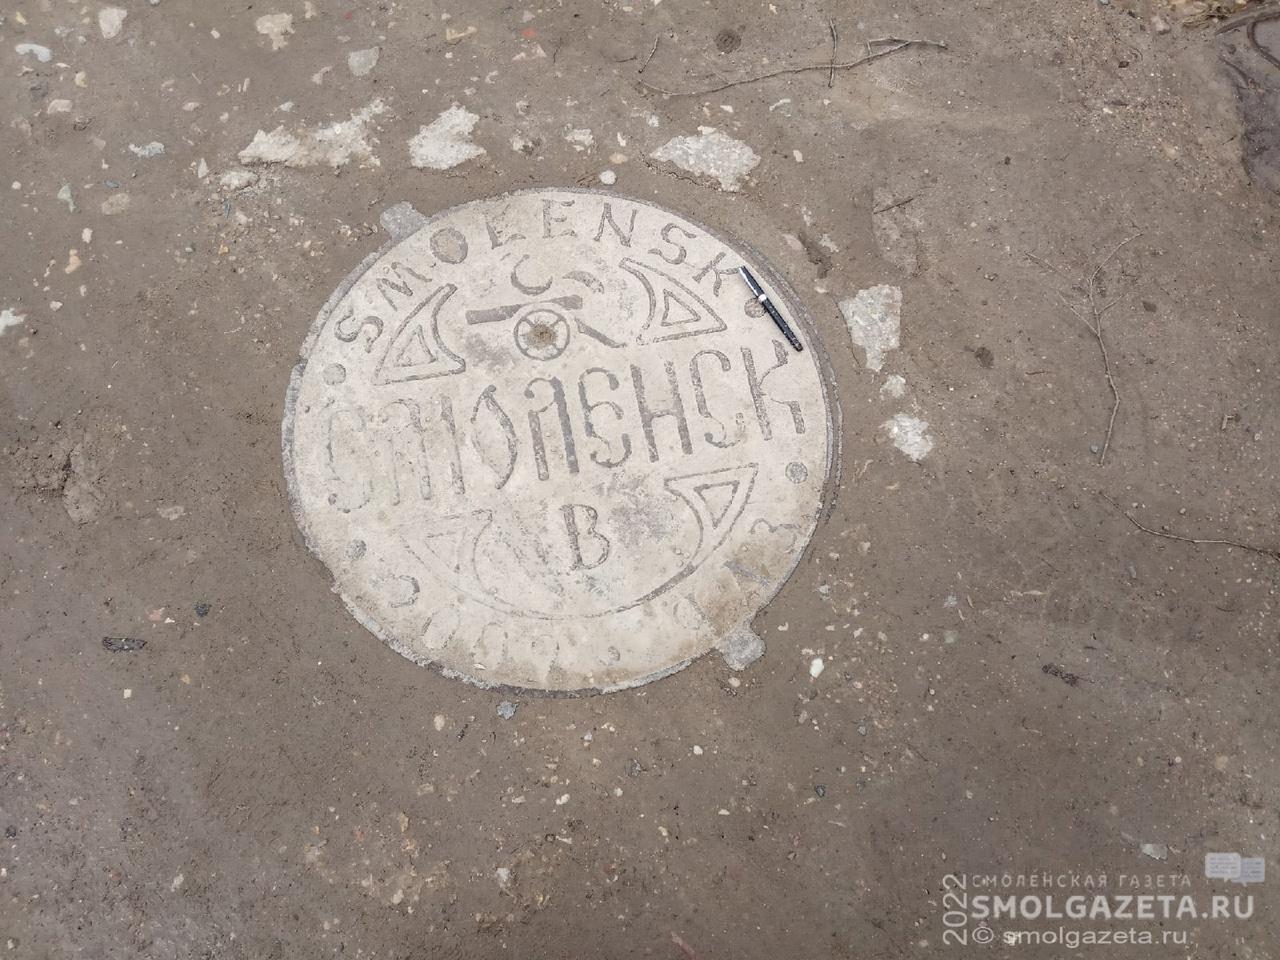 SMOLENSK
СМОЛЕНСК
В
2022
СМОЛЕНСКАЯ ГАЗЕТА
SMOLGAZETA.RU
© smolgazeta.ru